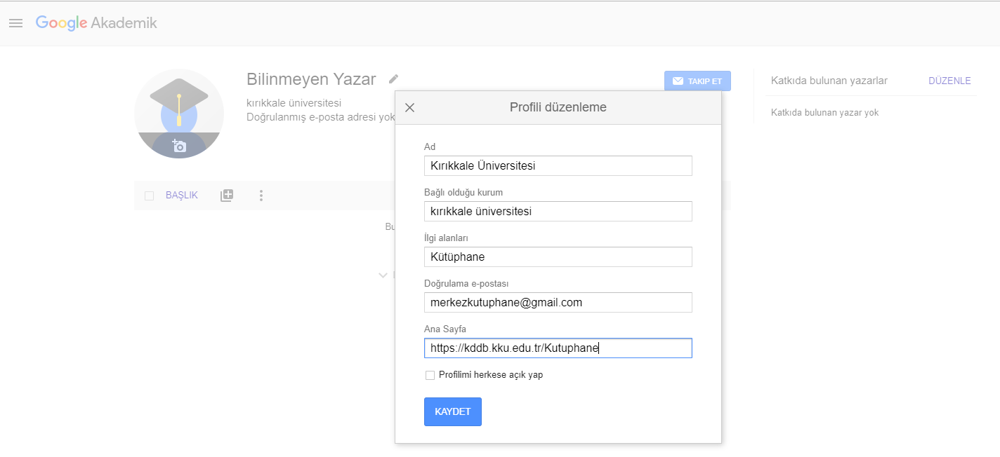 Google Akademik
Bilinmeyen Yazar
kırıkkale üniversitesi
Doğrulanmış e-posta adresi yok
TAKIP ET
Katkıda bulunan yazarlar
DÜZENLE
Katkıda bulunan yazar yok
BAŞLIK
Profili düzenleme
Ad
Kırıkkale Üniversitesi
Bağlı olduğu kurum
kırıkkale üniversitesi
İlgi alanları
Kütüphane
Doğrulama e-postası
merkezkutuphane@gmail.com
Ana Sayfa
https://kddb.kku.edu.tr/Kutuphane
Profilimi herkese açık yap
KAYDET